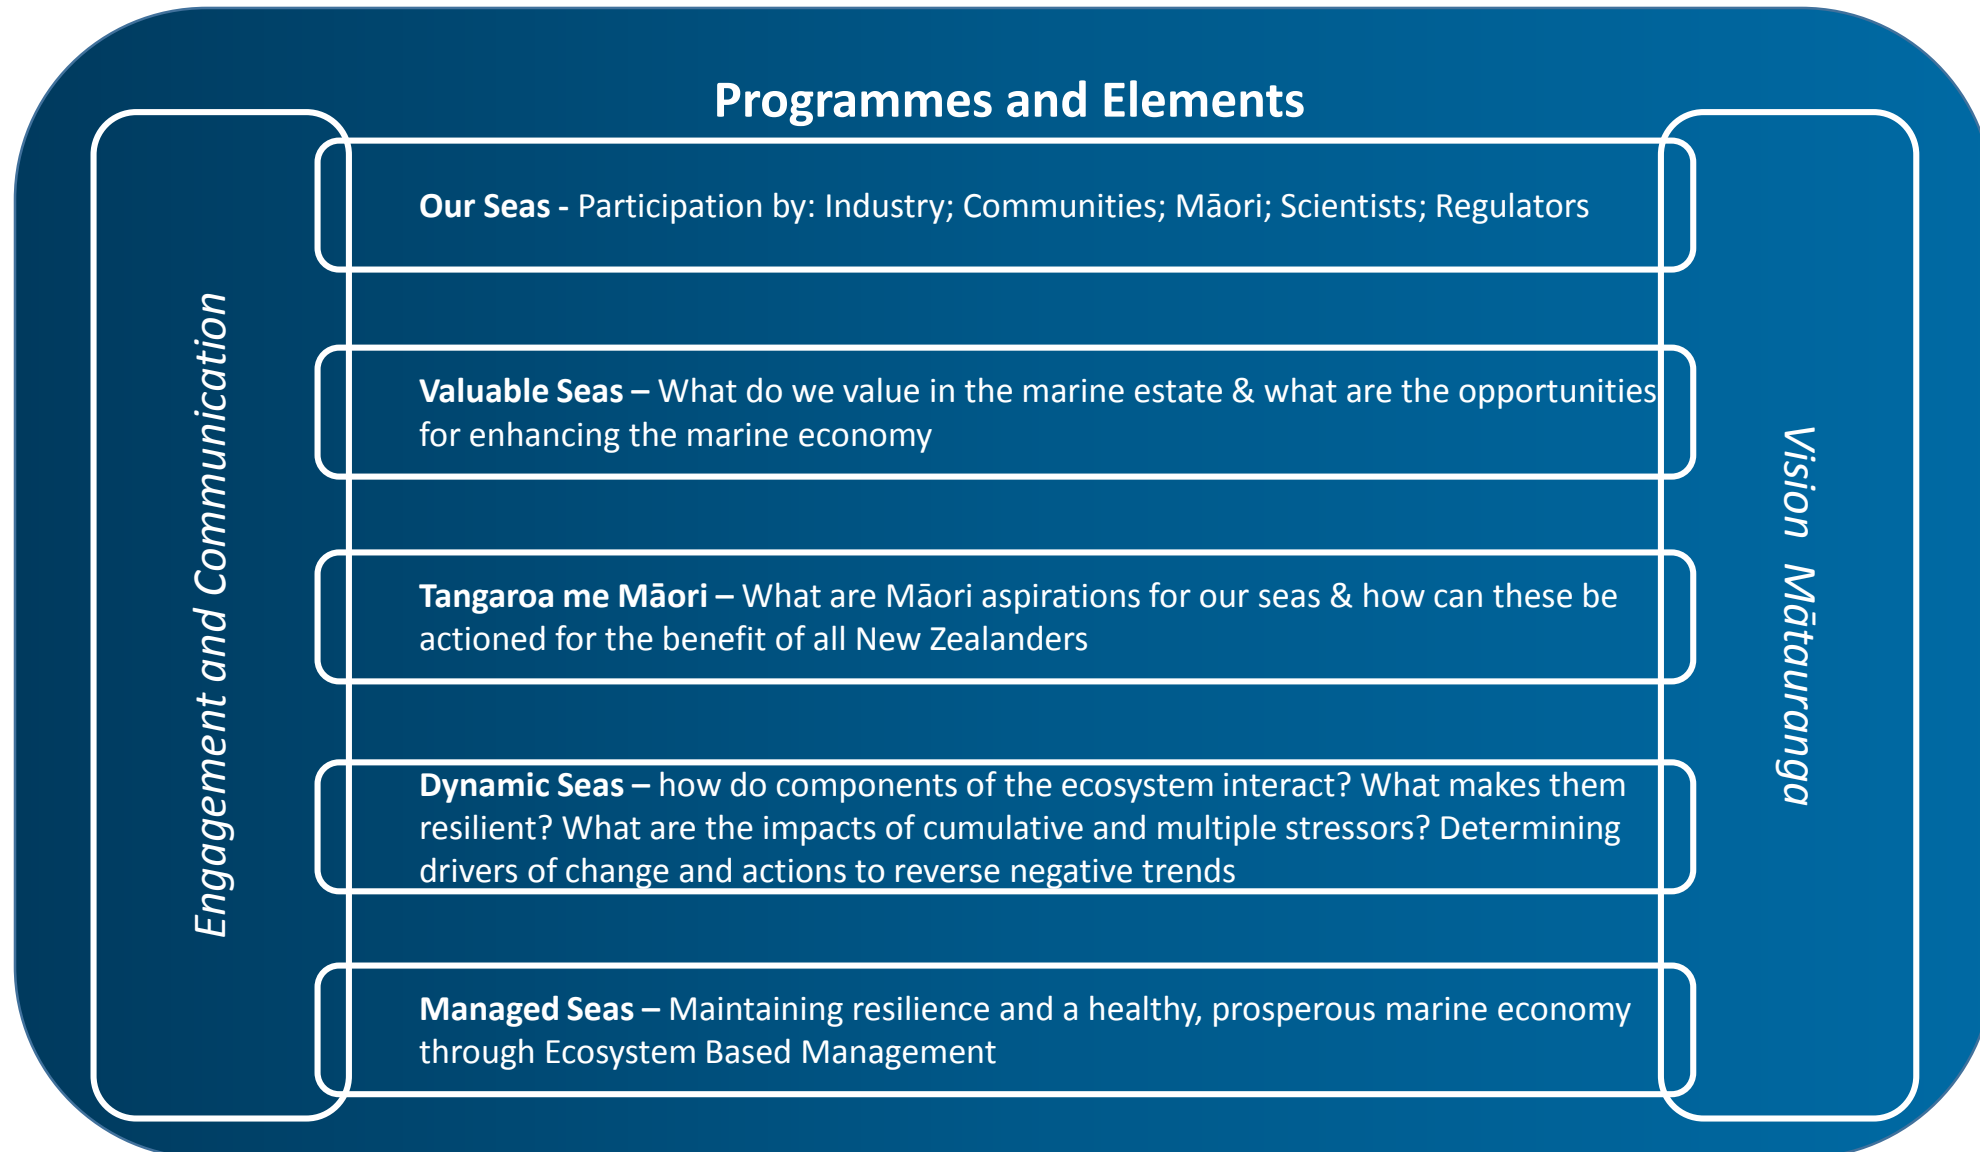 Programmes and Elements
Engagement and Communication
Our Seas - Participation by: Industry; Communities; Māori; Scientists; Regulators
Valuable Seas – What do we value in the marine estate & what are the opportunities
for enhancing the marine economy
Tangaroa me Māori – What are Māori aspirations for our seas & how can these be
actioned for the benefit of all New Zealanders
Dynamic Seas – how do components of the ecosystem interact? What makes them
resilient? What are the impacts of cumulative and multiple stressors? Determining
drivers of change and actions to reverse negative trends
Managed Seas – Maintaining resilience and a healthy, prosperous marine economy
through Ecosystem Based Management
Vision Mātauranga